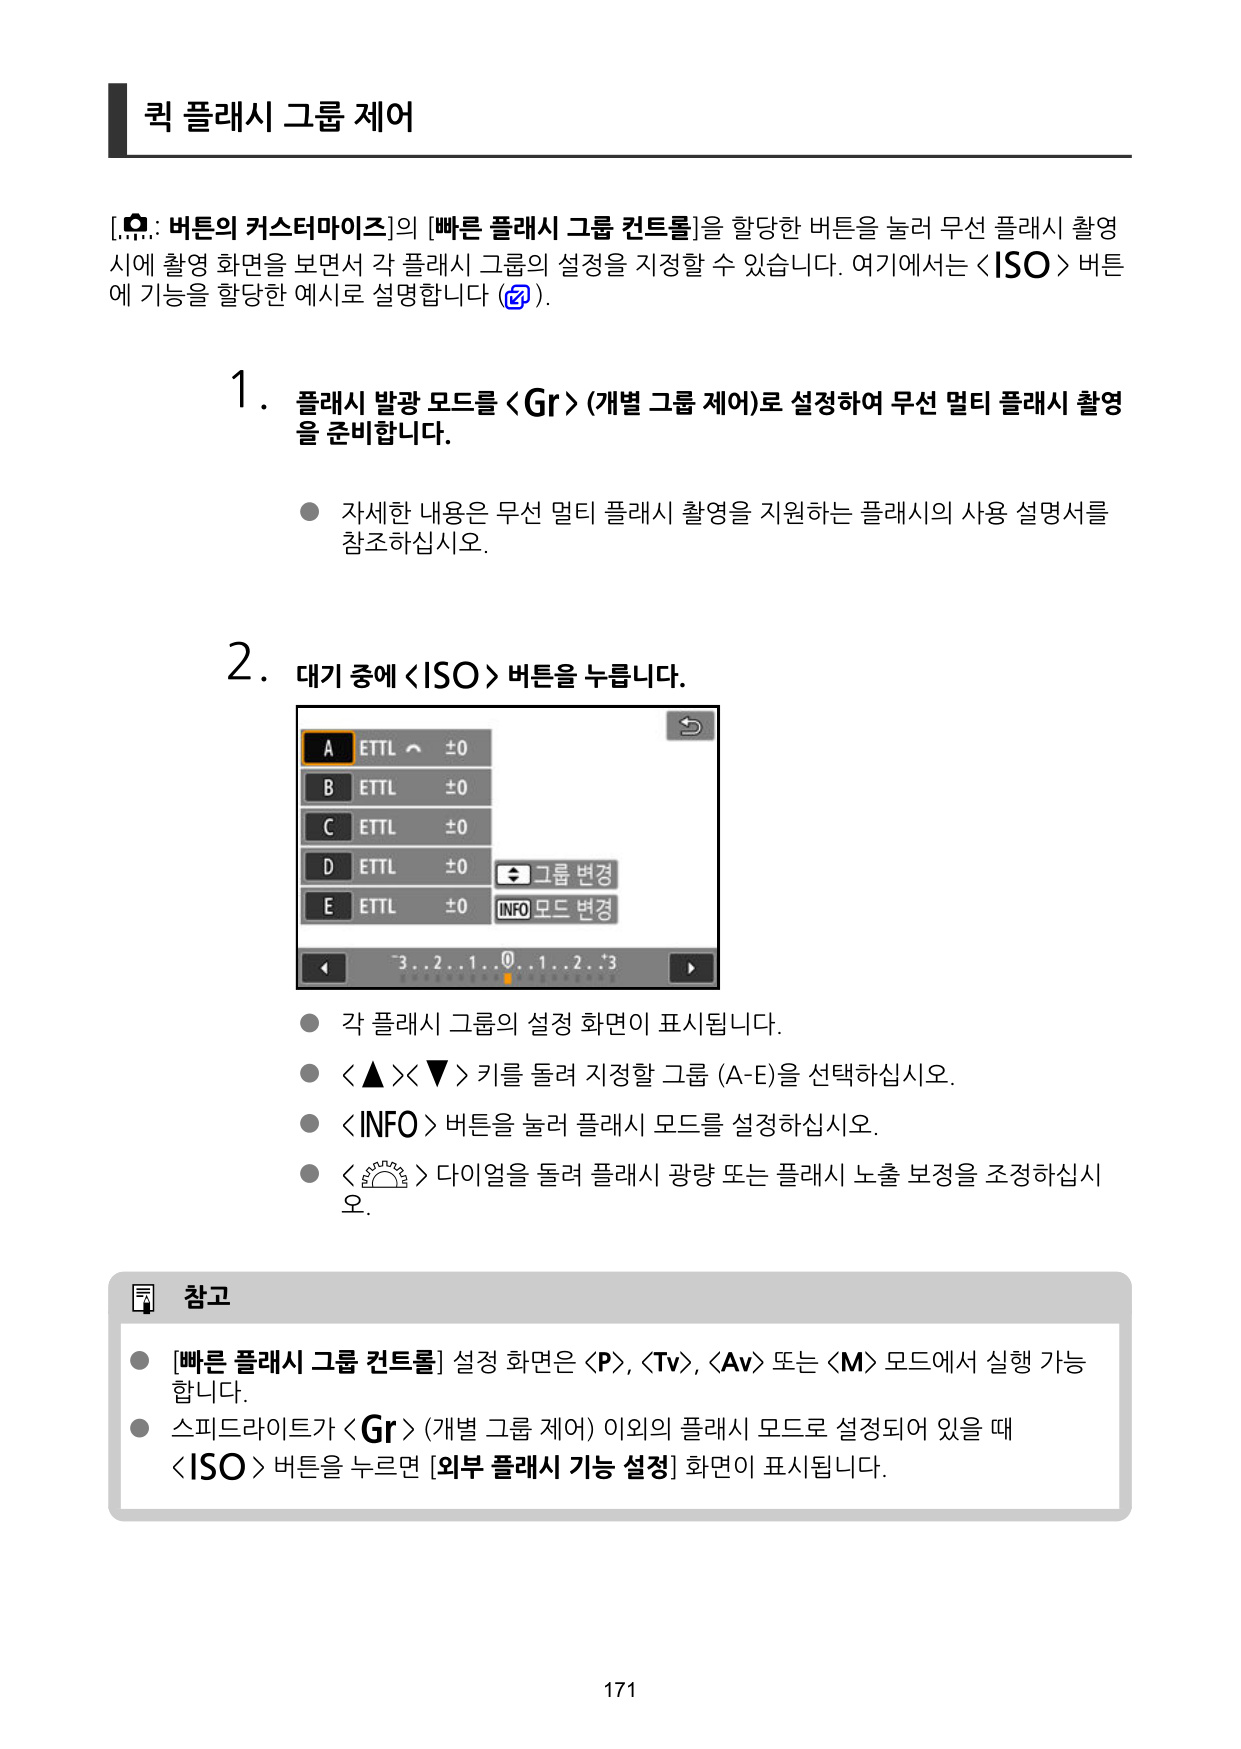 퀵 플래시 그룹 제어
[: 버튼의 커스터마이즈]의 [빠른 플래시 그룹 컨트롤]을 할당한 버튼을 눌러 무선 플래시 촬영
시에 촬영 화면을 보면서 각 플래시 그룹의 설정을 지정할 수 있습니다. 여기에서는 <ISO> 버튼
에 기능을 할당한 예시로 설명합니다 ().
1. 플래시 발광 모드를 <Gr> (개별 그룹 제어)로 설정하여 무선 멀티 플래시 촬영
을 준비합니다.
● 자세한 내용은 무선 멀티 플래시 촬영을 지원하는 플래시의 사용 설명서를
참조하십시오.
2. 대기 중에 <ISO> 버튼을 누릅니다.
A ETTL ±0
B ETTL ±0
C ETTL ±0
D ETTL ±0 그룹 변경
E ETTL ±0 INFO 모드 변경
-3..2..1..0..1..2..+3
● 각 플래시 그룹의 설정 화면이 표시됩니다.
● <▲><▼> 키를 돌려 지정할 그룹 (A-E)을 선택하십시오.
● <INFO> 버튼을 눌러 플래시 모드를 설정하십시오.
● < > 다이얼을 돌려 플래시 광량 또는 플래시 노출 보정을 조정하십시
오.
참고
● [빠른 플래시 그룹 컨트롤] 설정 화면은 <P>, <Tv>, <Av> 또는 <M> 모드에서 실행 가능
합니다.
● 스피드라이트가 <Gr> (개별 그룹 제어) 이외의 플래시 모드로 설정되어 있을 때
<ISO> 버튼을 누르면 [외부 플래시 기능 설정] 화면이 표시됩니다.
171